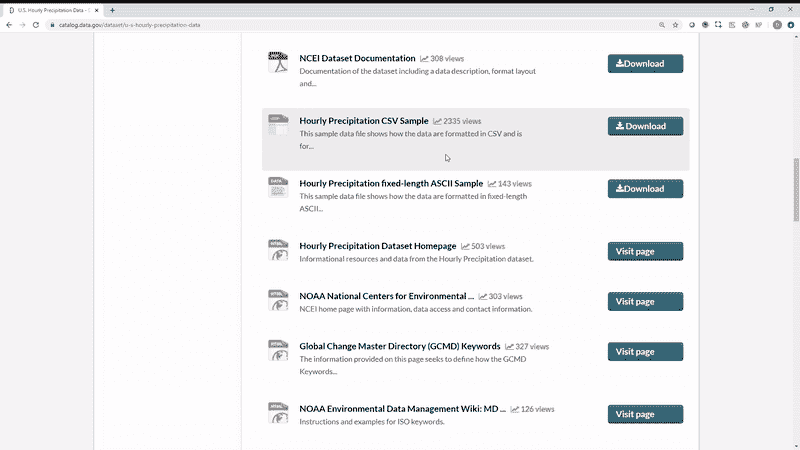 U.S. Hourly Precipitation Data - 
catalog.data.gov/dataset/u-s-hourly-precipitation-data
NCEI Dataset Documentation 308 views
Documentation of the dataset including a data description, format layout
and...
Download
Hourly Precipitation CSV Sample 2335 views
This sample data file shows how the data are formatted in CSV and is
for...
Download
DATA
Hourly Precipitation fixed-length ASCII Sample 143 views
This sample data file shows how the data are formatted in fixed-length
ASCII...
Download
HTML
Hourly Precipitation Dataset Homepage 503 views
Informational resources and data from the Hourly Precipitation dataset.
Visit page
HTML
NOAA National Centers for Environmental ... 303 views
NCEI home page with information, data access and contact information.
Visit page
HTML
Global Change Master Directory (GCMD) Keywords 327 views
The information provided on this page seeks to define how the GCMD
Keywords...
Visit page
HTML
NOAA Environmental Data Management Wiki: MD ... 126 views
Instructions and examples for ISO keywords.
Visit page